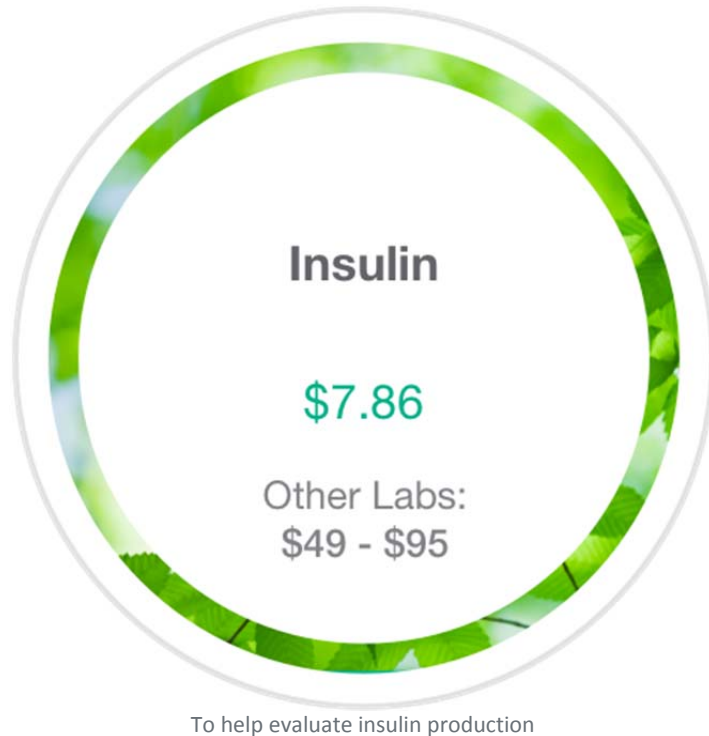 Insulin
$7.86
Other Labs:
$49 - $95
To help evaluate insulin production